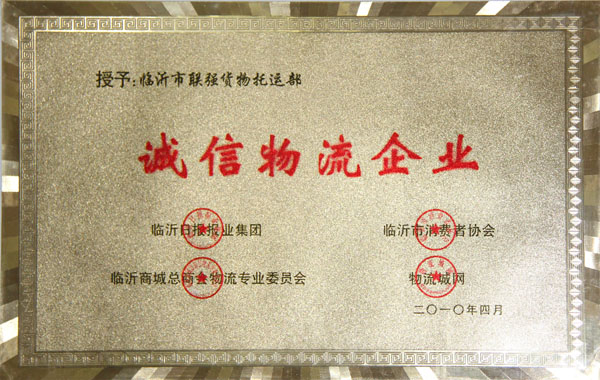 授予:临沂市联强货物托运部
诚信物流企业
临沂日报报业集团 临沂市消费者协会
临沂商城总商会物流专业委员会 物流城网
二〇一〇年四月